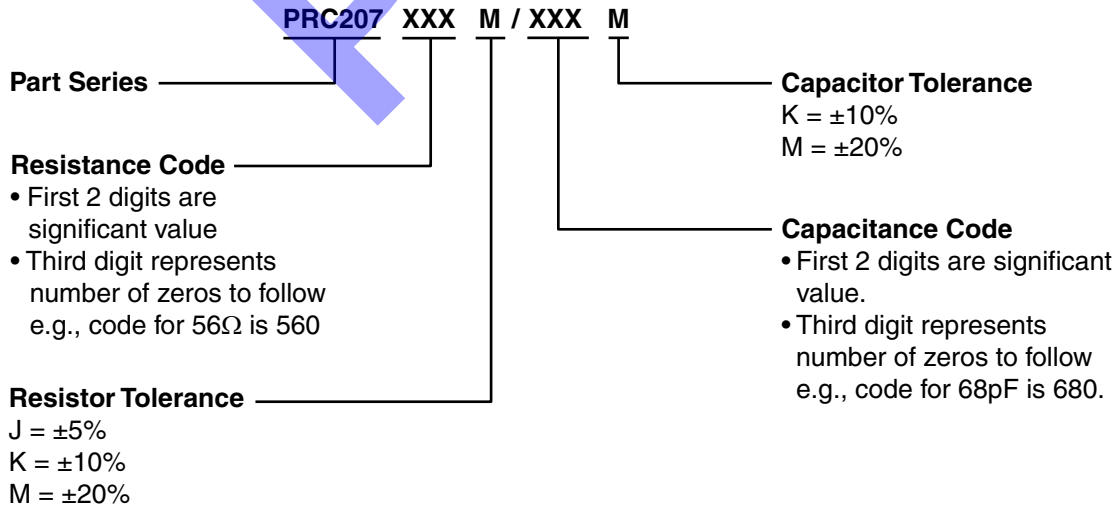 PRC207 XXX M / XXX M
Part Series
Capacitor Tolerance
K = ±10%
M = ±20%
Resistance Code
• First 2 digits are
significant value
• Third digit represents
number of zeros to follow
e.g., code for 56Ω is 560
Capacitance Code
• First 2 digits are significant
value.
• Third digit represents
number of zeros to follow
e.g., code for 68pF is 680.
Resistor Tolerance
J = ±5%
K = ±10%
M = ±20%